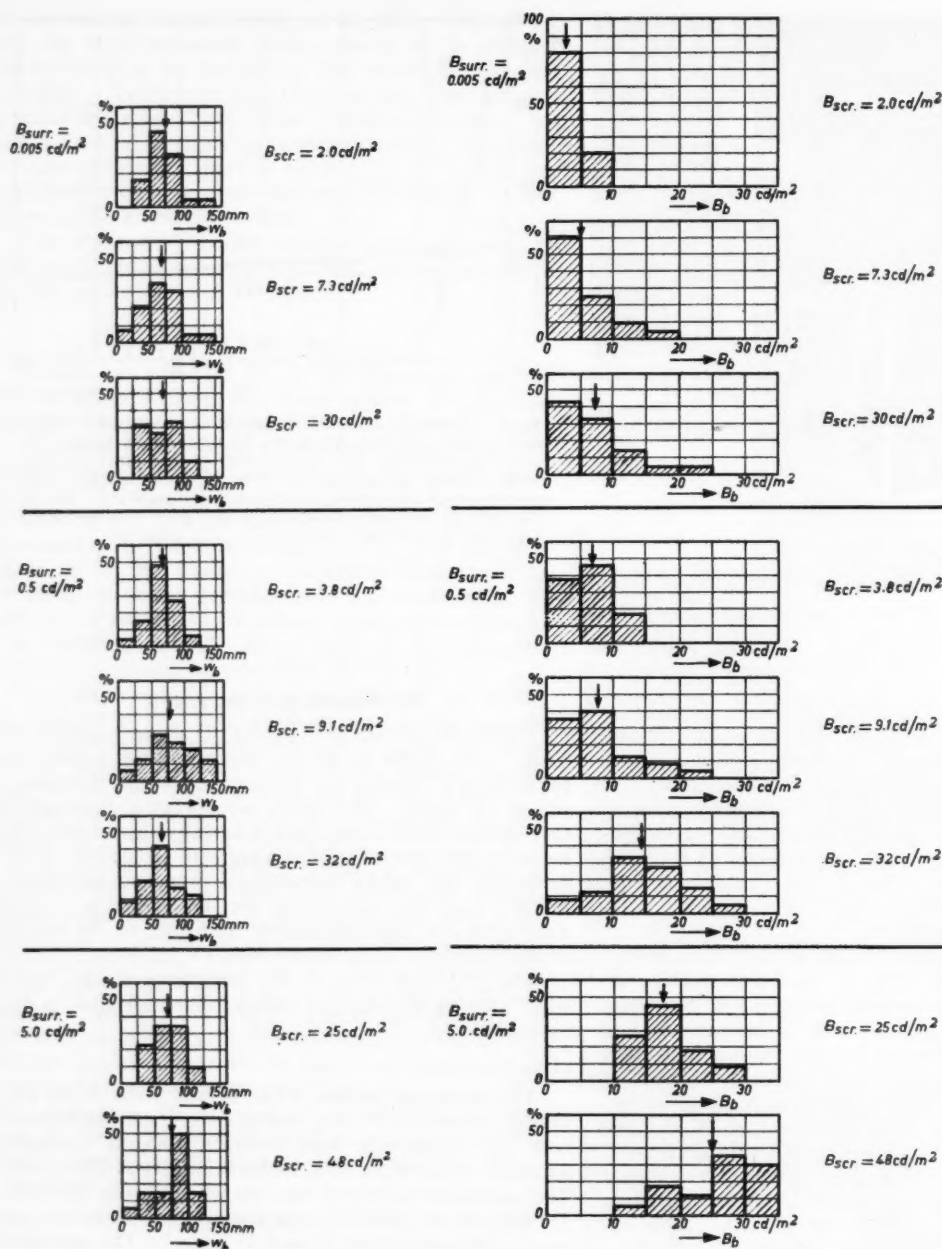 %
B_surr. =
0.005 cd/m²
50
0
0 50 100 150mm
→ w_b
B_scr. = 2.0 cd/m²
%
50
0
0 50 100 150mm
→ w_b
B_scr. = 7.3 cd/m²
%
50
0
0 50 100 150mm
→ w_b
B_scr = 30 cd/m²
%
B_surr. =
0.5 cd/m²
50
0
0 50 100 150mm
→ w_b
B_scr. = 3.8 cd/m²
%
50
0
0 50 100 150mm
→ w_b
B_scr. = 9.1 cd/m²
%
50
0
0 50 100 150mm
→ w_b
B_scr. = 32 cd/m²
%
B_surr. =
5.0 cd/m²
50
0
0 50 100 150mm
→ w_b
B_scr. = 25 cd/m²
%
50
0
0 50 100 150mm
→ w_b
B_scr. = 48 cd/m²
100
%
B_surr. =
0.005 cd/m²
50
0
0 10 20 30 cd/m²
→ B_b
B_scr. = 2.0 cd/m²
%
50
0
0 10 20 30 cd/m²
→ B_b
B_scr. = 7.3 cd/m²
%
50
0
0 10 20 30 cd/m²
→ B_b
B_scr. = 30 cd/m²
%
B_surr. =
0.5 cd/m²
50
0
0 10 20 30 cd/m²
→ B_b
B_scr. = 3.8 cd/m²
%
50
0
0 10 20 30 cd/m²
→ B_b
B_scr. = 9.1 cd/m²
%
50
0
0 10 20 30 cd/m²
→ B_b
B_scr. = 32 cd/m²
%
B_surr. =
5.0 cd/m²
50
0
0 10 20 30 cd/m²
→ B_b
B_scr. = 25 cd/m²
%
50
0
0 10 20 30 cd/m²
→ B_b
B_scr. = 48 cd/m²